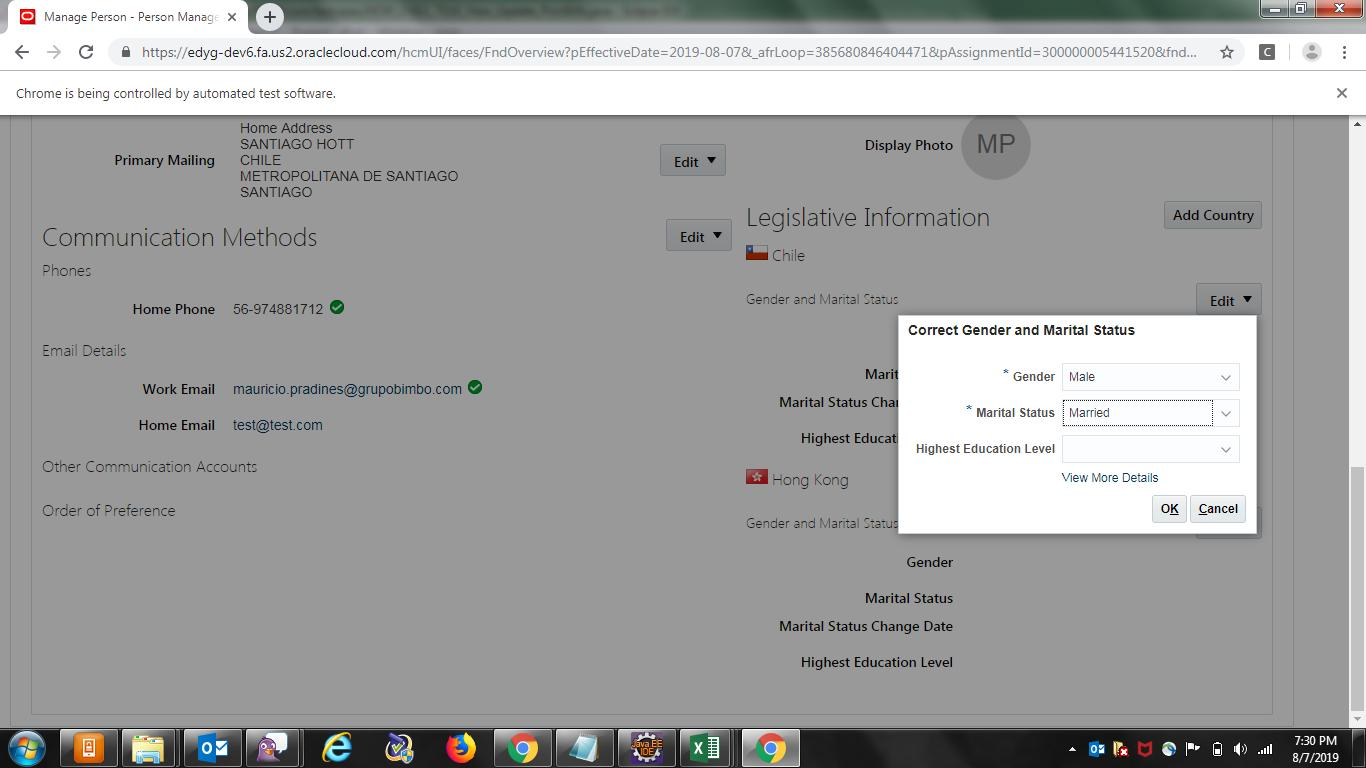 Manage Person - Person Manage
https://edyg-dev6.fa.us2.oraclecloud.com/hcmUI/faces/FndOverview?pEffectiveDate=2019-08-07&_afrLoop=385680846404471&pAssignmentId=300000005441520&fnd...
C
Chrome is being controlled by automated test software.
Home Address
SANTIAGO HOTT
Primary Mailing
CHILE
METROPOLITANA DE SANTIAGO
SANTIAGO
Edit
Display Photo
MP
Communication Methods
Edit
Phones
Home Phone
56-974881712
Email Details
Work Email
mauricio.pradines@grupobimbo.com
Home Email
test@test.com
Other Communication Accounts
Order of Preference
Legislative Information
Add Country
Chile
Gender and Marital Status
Edit
Marit
Marital Status Chan
Highest Educati
Correct Gender and Marital Status
* Gender
Male
* Marital Status
Married
Highest Education Level
View More Details
OK
Cancel
Hong Kong
Gender and Marital Status
Gender
Marital Status
Marital Status Change Date
Highest Education Level
Java EE
IDE
7:30 PM
8/7/2019